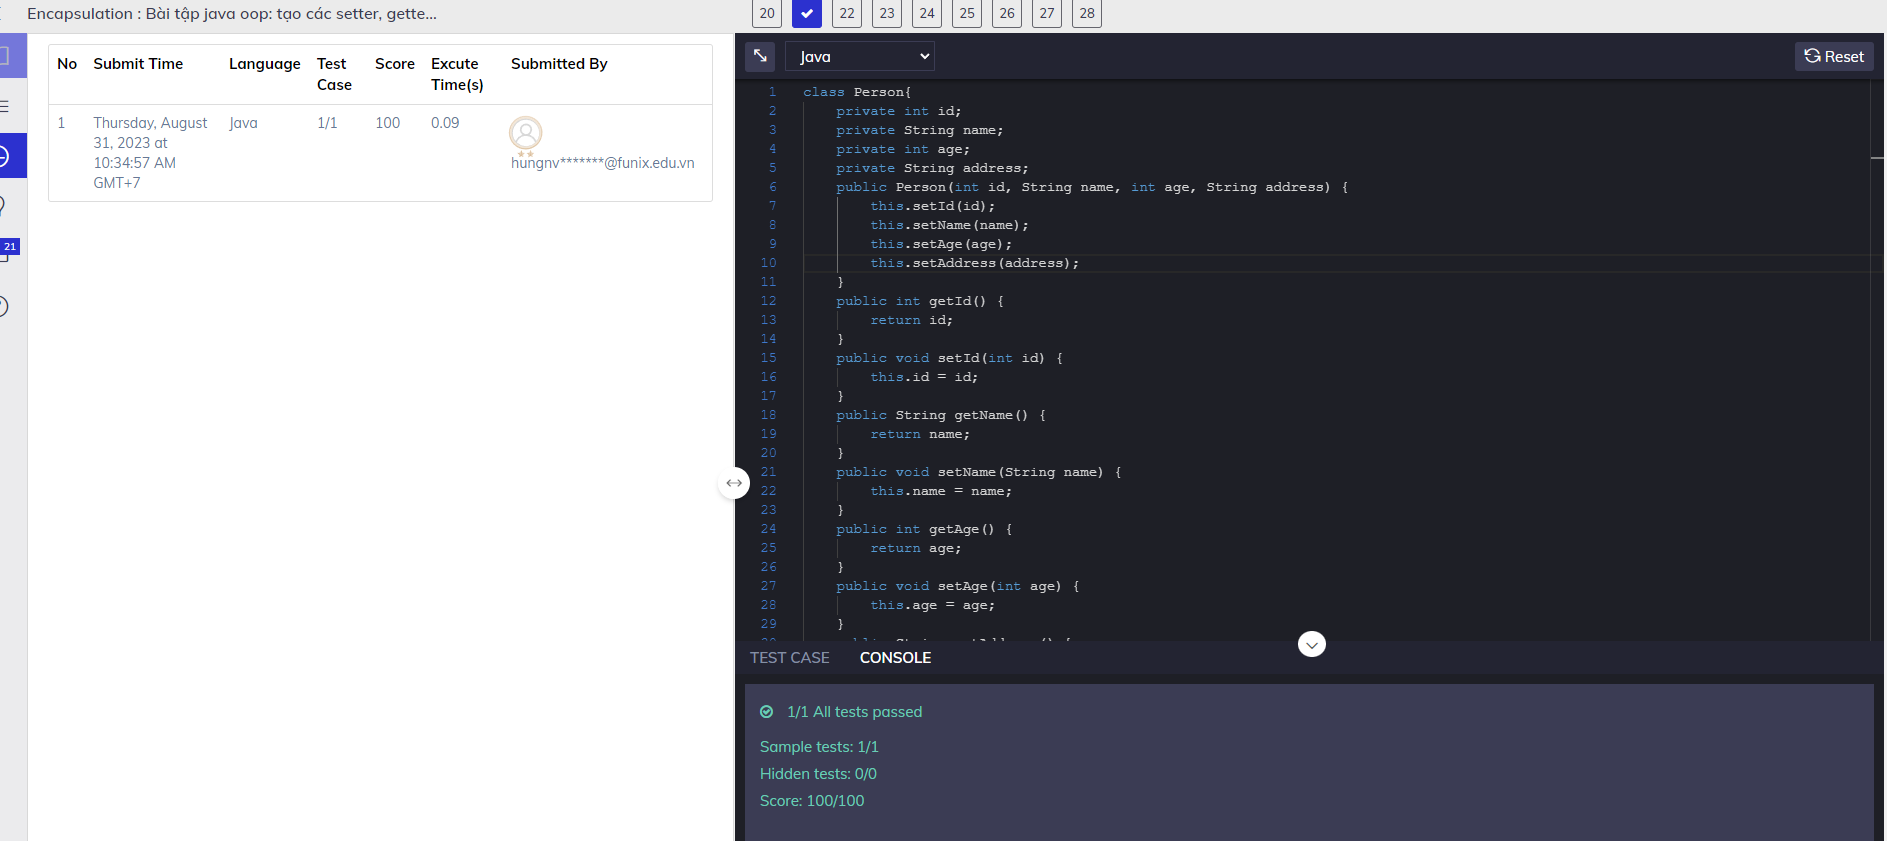 Encapsulation : Bài tập java oop: tạo các setter, gette...
20 22 23 24 25 26 27 28
No Submit Time Language Test Case Score Excute Time(s) Submitted By
1 Thursday, August 31, 2023 at 10:34:57 AM GMT+7 Java 1/1 100 0.09 hungnv*******@funix.edu.vn
21
Java
Reset
1 class Person{
2 private int id;
3 private String name;
4 private int age;
5 private String address;
6 public Person(int id, String name, int age, String address) {
7 this.setId(id);
8 this.setName(name);
9 this.setAge(age);
10 this.setAddress(address);
11 }
12 public int getId() {
13 return id;
14 }
15 public void setId(int id) {
16 this.id = id;
17 }
18 public String getName() {
19 return name;
20 }
21 public void setName(String name) {
22 this.name = name;
23 }
24 public int getAge() {
25 return age;
26 }
27 public void setAge(int age) {
28 this.age = age;
29 }
TEST CASE CONSOLE
1/1 All tests passed
Sample tests: 1/1
Hidden tests: 0/0
Score: 100/100